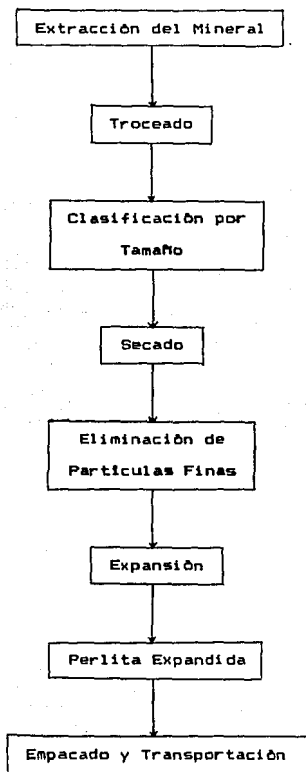 Extracción del Mineral
Troceado
Clasificación por
Tamaño
Secado
Eliminación de
Partículas Finas
Expansión
Perlita Expandida
Empacado y Transportación